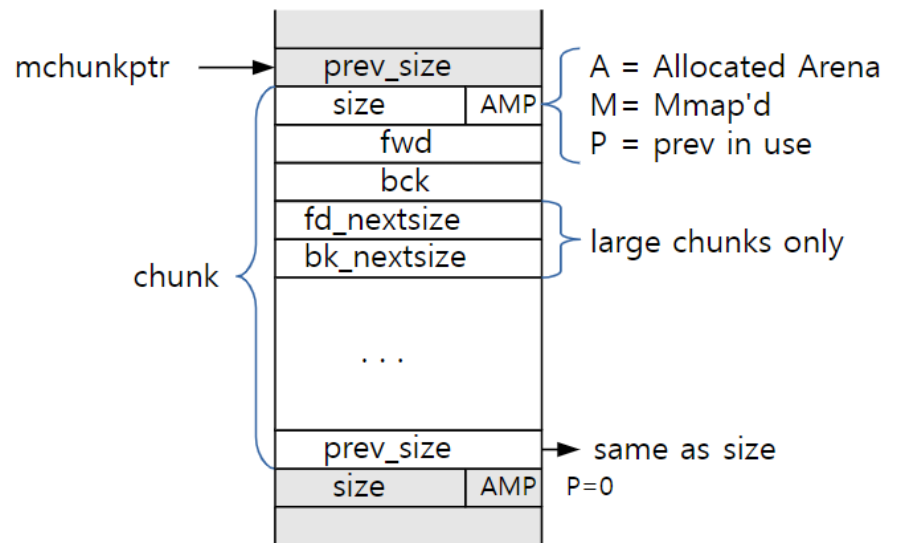 mchunkptr
prev_size
A = Allocated Arena
size AMP
M= Mmap'd
fwd
P = prev in use
bck
fd_nextsize
large chunks only
bk_nextsize
chunk
. . .
prev_size
same as size
size AMP
P=0